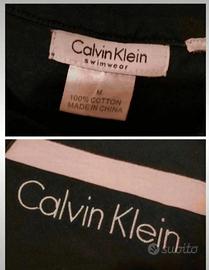 Calvin Klein
swimwear
M
100% COTTON
MADE IN CHINA
Calvin Klein
subito